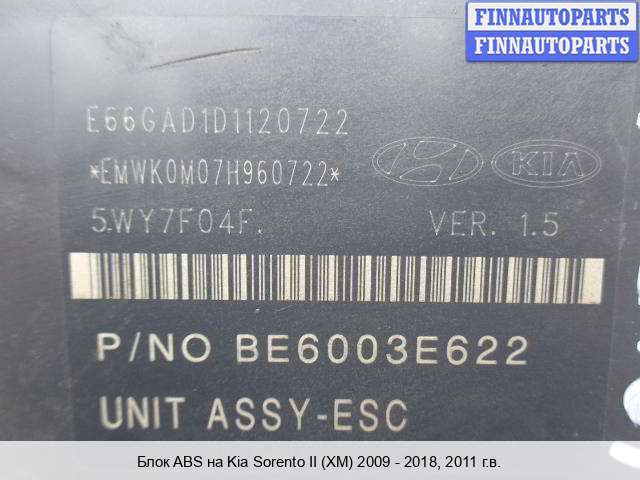 FINNAUTOPARTS
FINNAUTOPARTS
E66GAD1D1120722
*EMWK0M07H960722*
KIA
5WY7F04F. VER. 1.5
P/NO BE6003E622
UNIT ASSY-ESC
Блок ABS на Kia Sorento II (XM) 2009 - 2018, 2011 г.в.